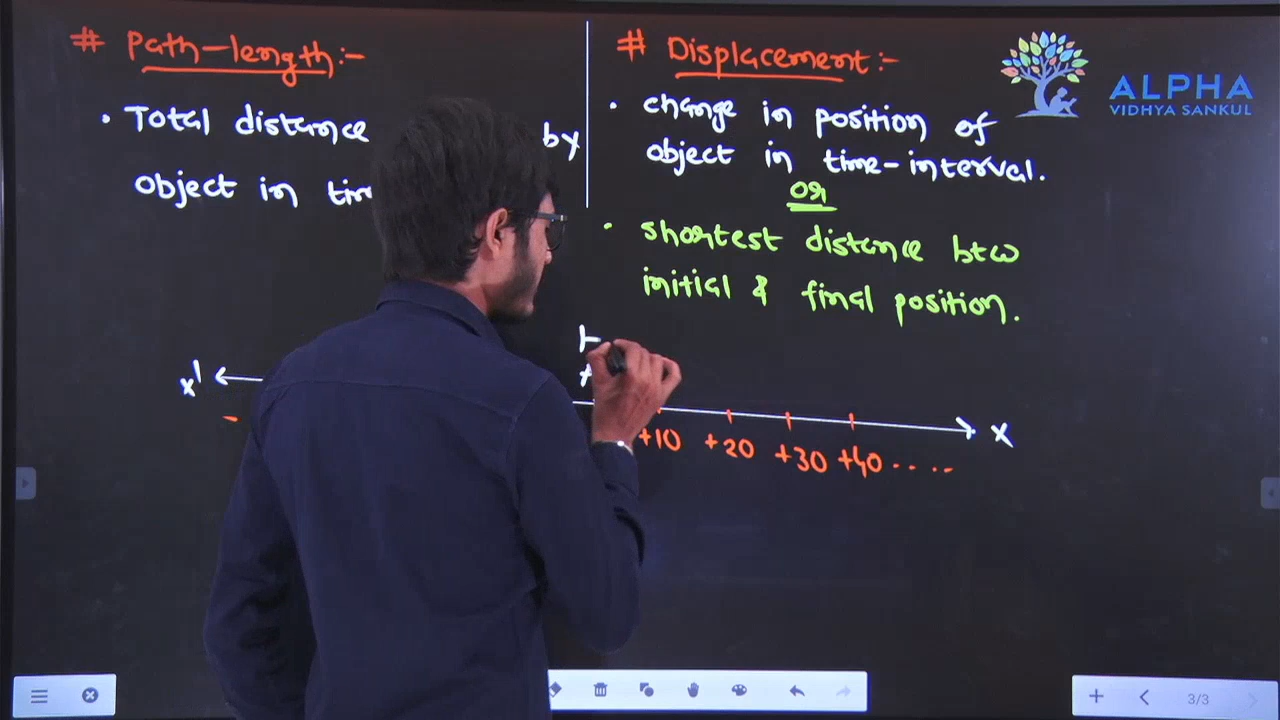 # Path-length:-
• Total distance by
object in
# Displacement:-
• change in position of
object in time-interval.
or
• shortest distance btw
initial & final position.
x' x
+10 +20 +30 +40 .....
ALPHA
VIDHYA SANKUL
3/3